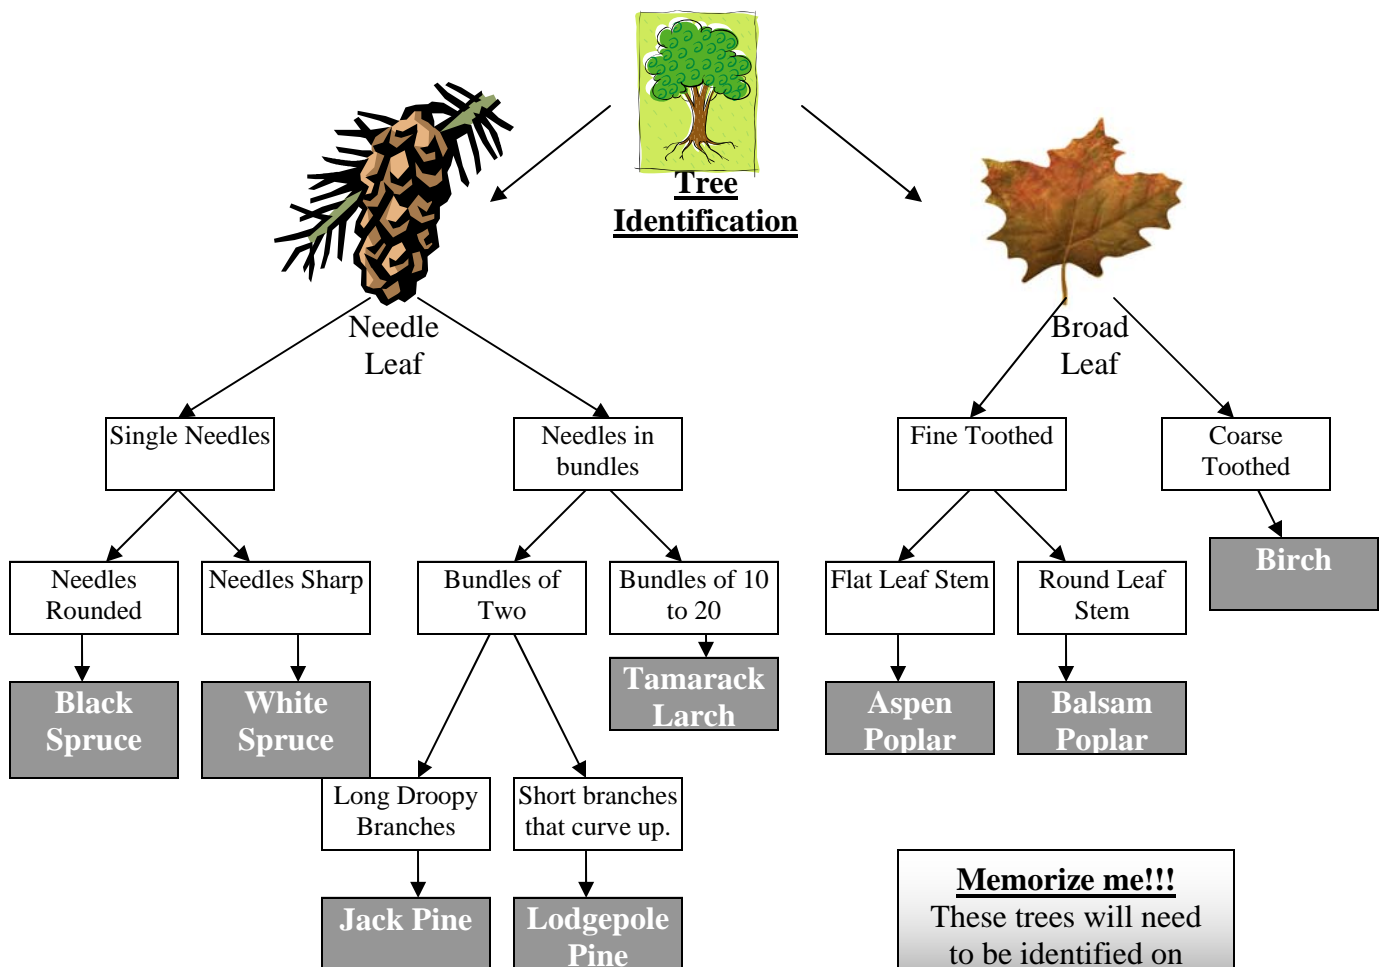 Tree
Identification
Needle
Leaf
Broad
Leaf
Single Needles
Needles in
bundles
Fine Toothed
Coarse
Toothed
Needles
Rounded
Needles Sharp
Bundles of
Two
Bundles of 10
to 20
Flat Leaf Stem
Round Leaf
Stem
Birch
Black
Spruce
White
Spruce
Tamarack
Larch
Aspen
Poplar
Balsam
Poplar
Long Droopy
Branches
Short branches
that curve up.
Jack Pine
Lodgepole
Pine
Memorize me!!!
These trees will need
to be identified on